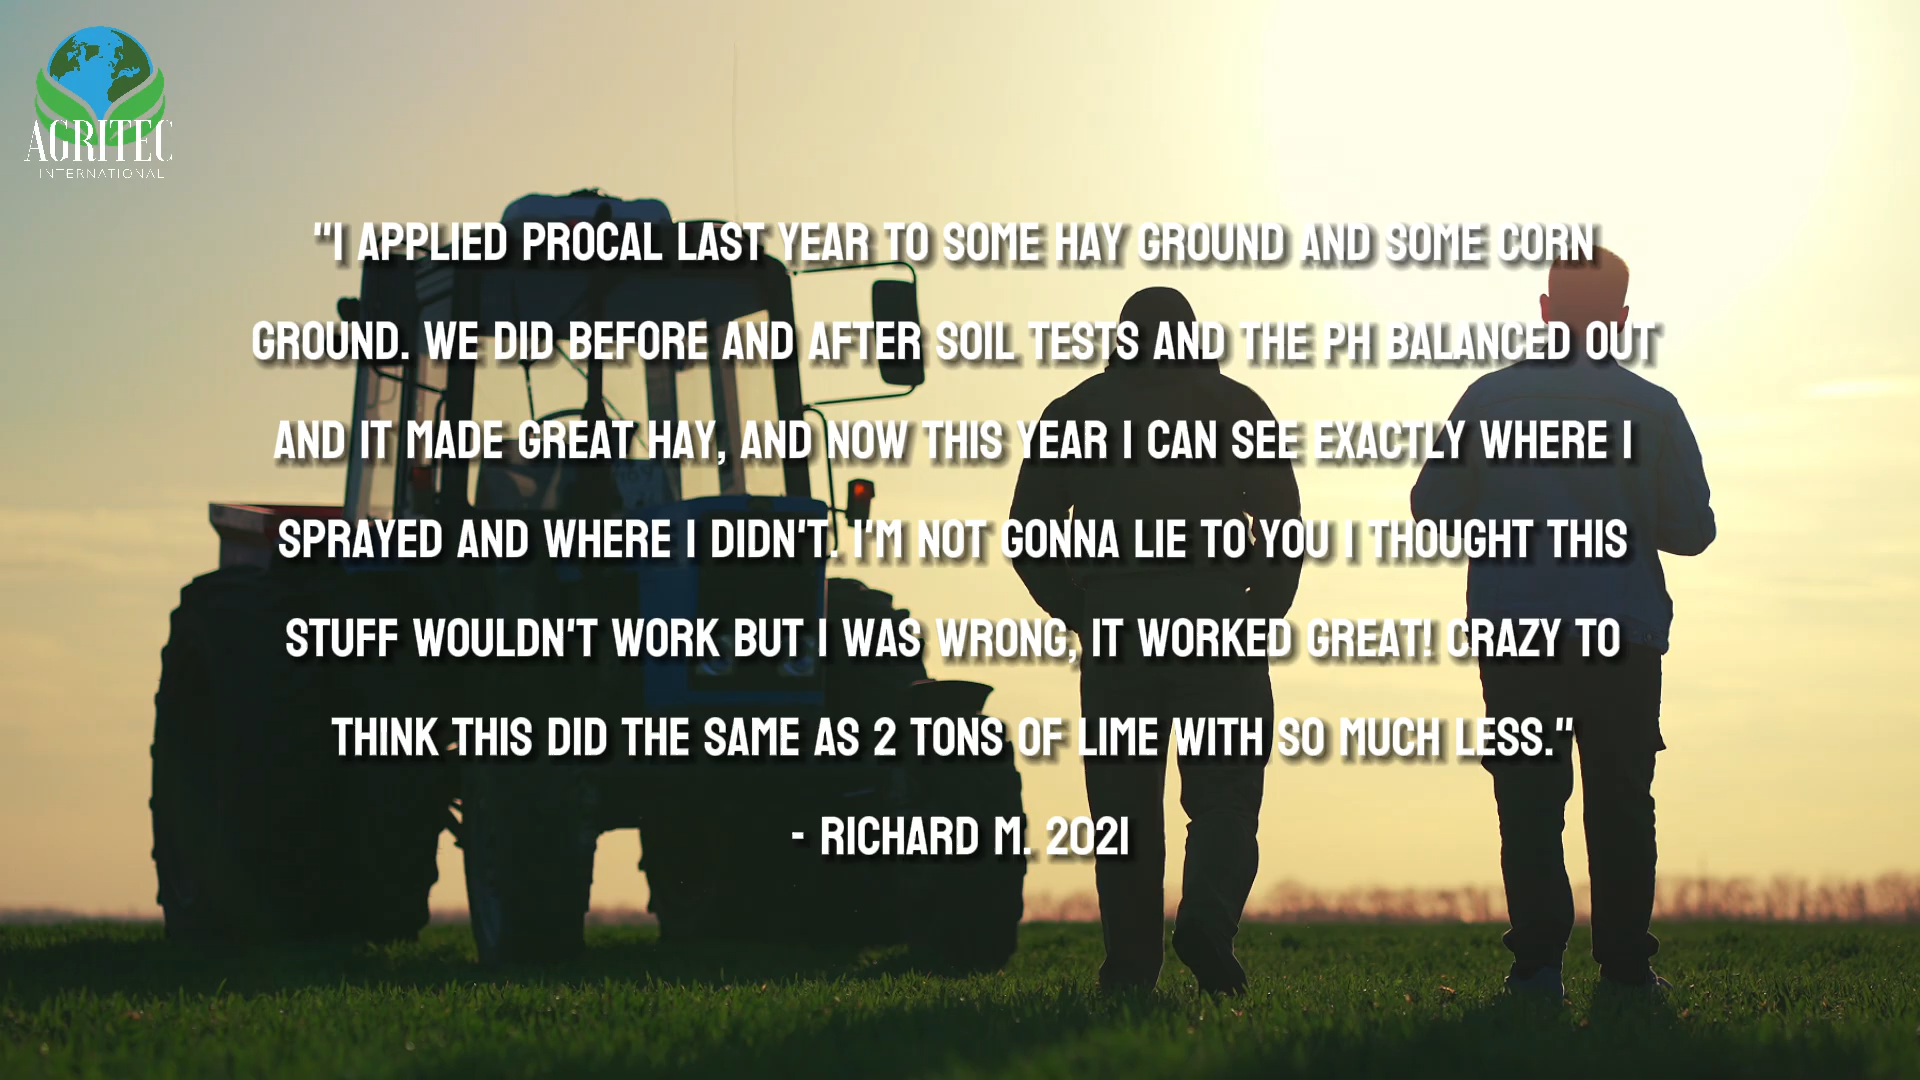 AGRITEC
INTERNATIONAL
"I APPLIED PROCAL LAST YEAR TO SOME HAY GROUND AND SOME CORN
GROUND. WE DID BEFORE AND AFTER SOIL TESTS AND THE PH BALANCED OUT
AND IT MADE GREAT HAY, AND NOW THIS YEAR I CAN SEE EXACTLY WHERE I
SPRAYED AND WHERE I DIDN'T. I'M NOT GONNA LIE TO YOU I THOUGHT THIS
STUFF WOULDN'T WORK BUT I WAS WRONG, IT WORKED GREAT! CRAZY TO
THINK THIS DID THE SAME AS 2 TONS OF LIME WITH SO MUCH LESS."
- RICHARD M. 2021